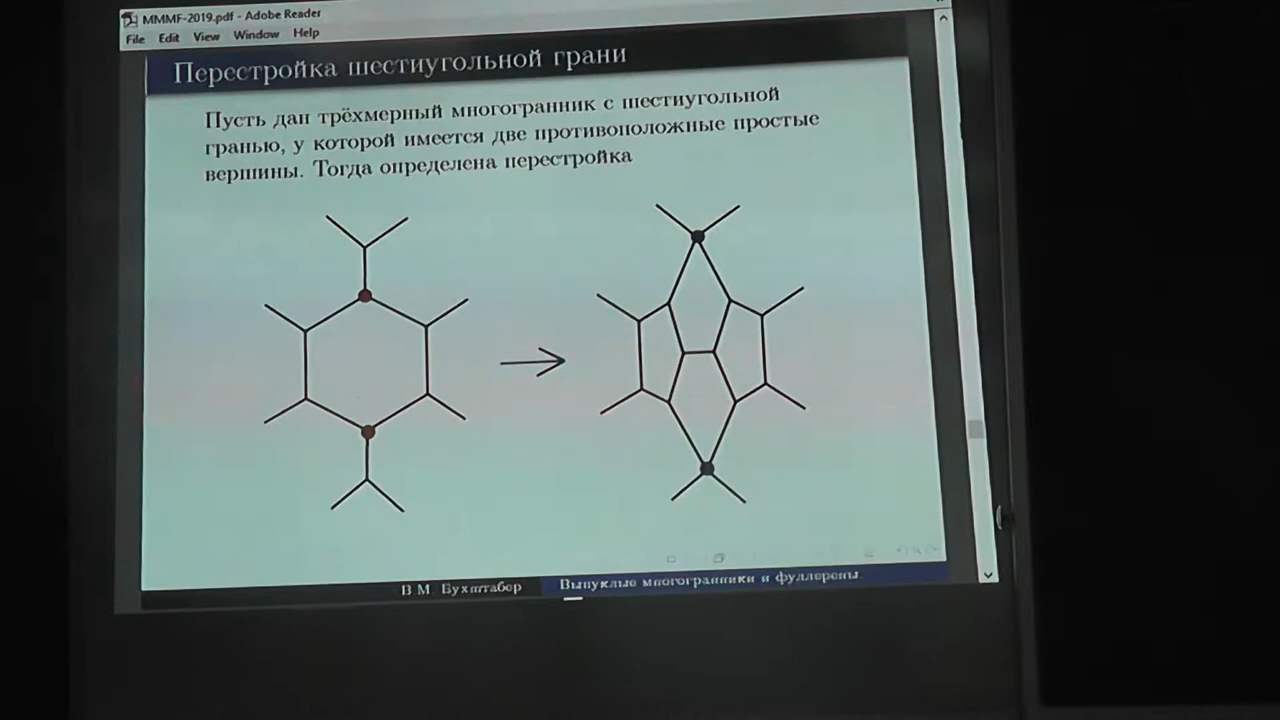 MMMF-2019.pdf - Adobe Reader
File Edit View Window Help
Перестройка шестиугольной грани
Пусть дан трёхмерный многогранник с шестиугольной
гранью, у которой имеется две противоположные простые
вершины. Тогда определена перестройка
В.М. Бухштабер Выпуклые многогранники и фуллерены